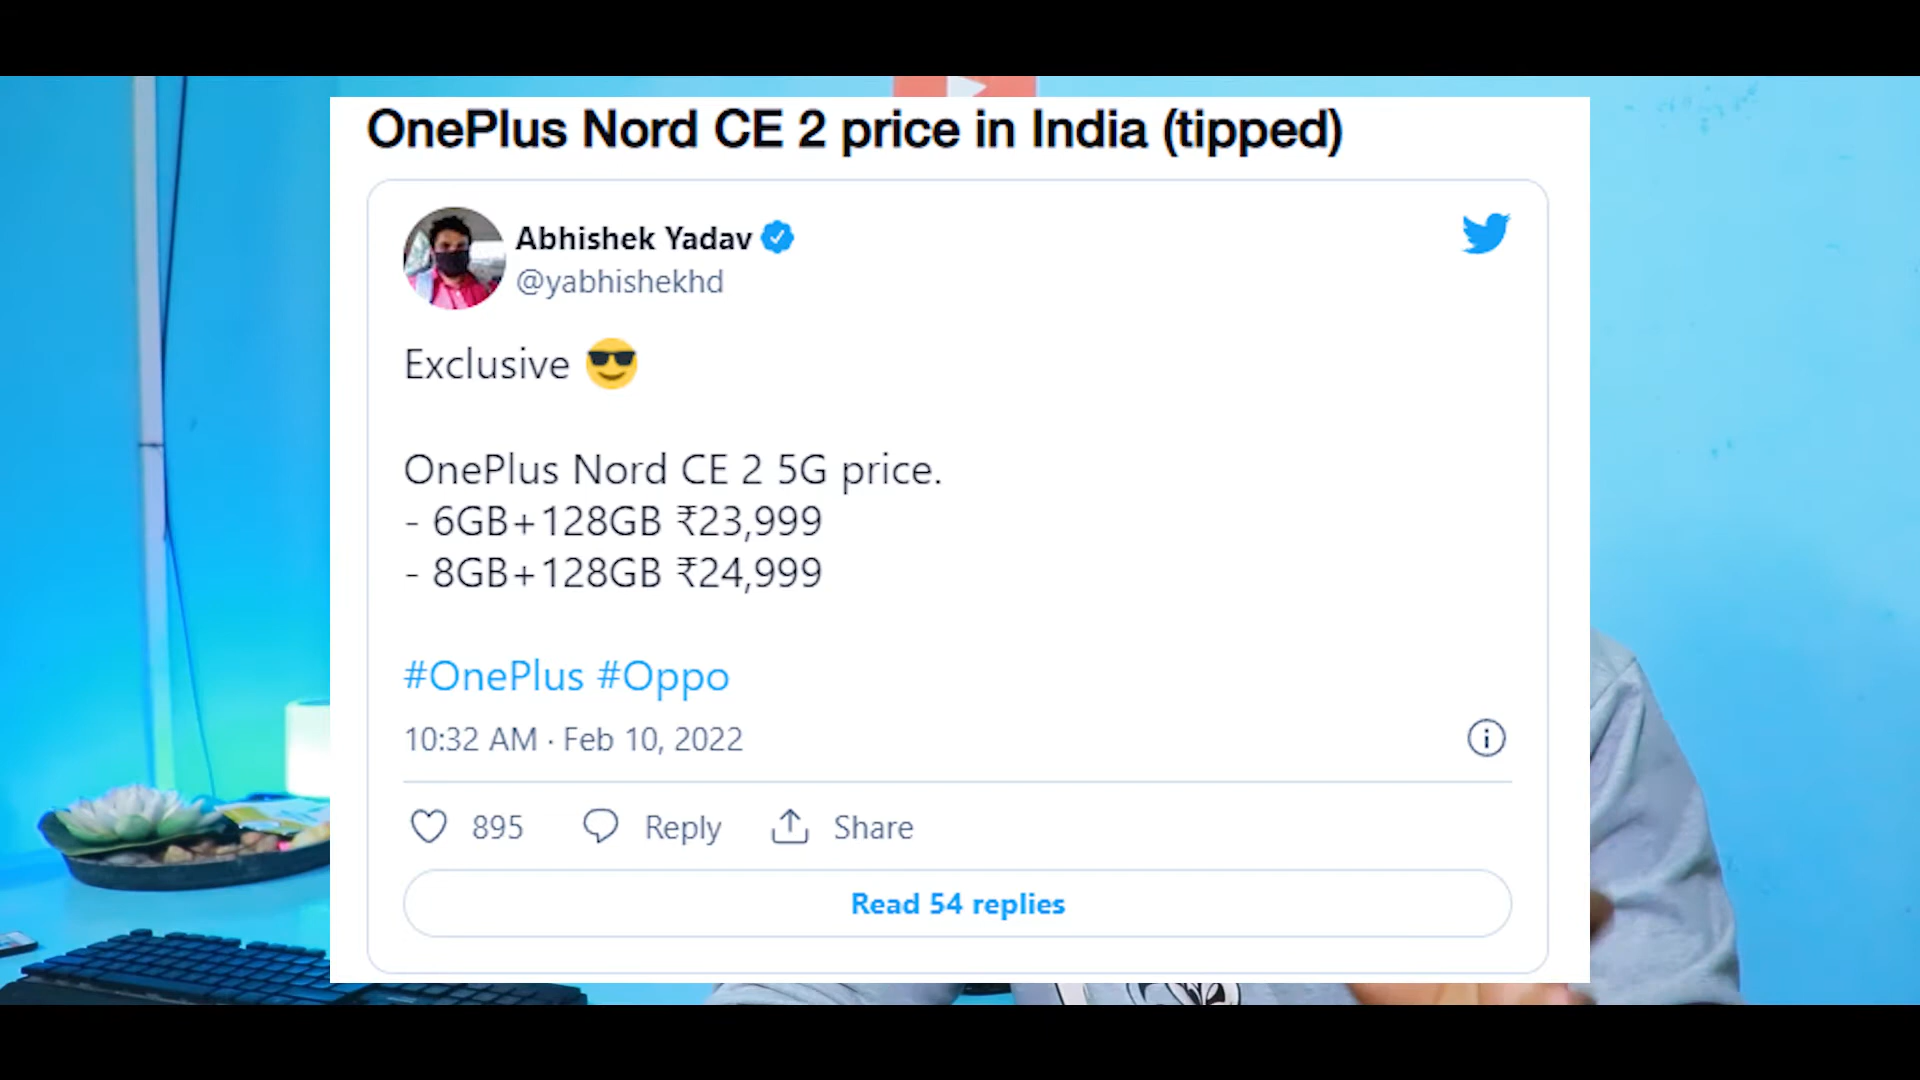 OnePlus Nord CE 2 price in India (tipped)
Abhishek Yadav
@yabhishekhd
Exclusive 😎
OnePlus Nord CE 2 5G price.
- 6GB+128GB ₹23,999
- 8GB+128GB ₹24,999
#OnePlus #Oppo
10:32 AM · Feb 10, 2022
895 Reply Share
Read 54 replies